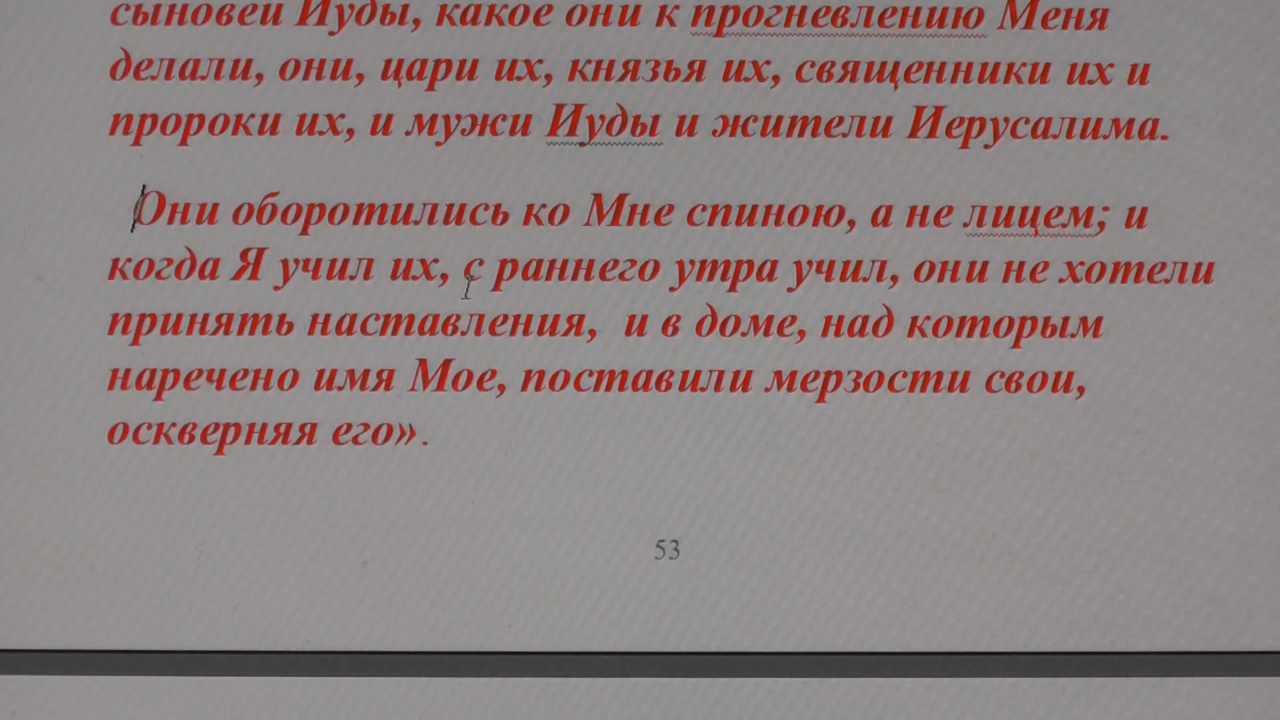 сыновей Иуды, какое они к прогневлению Меня
делали, они, цари их, князья их, священники их и
пророки их, и мужи Иуды и жители Иерусалима.
Они оборотились ко Мне спиною, а не лицем; и
когда Я учил их, с раннего утра учил, они не хотели
принять наставления, и в доме, над которым
наречено имя Мое, поставили мерзости свои,
оскверняя его».
53